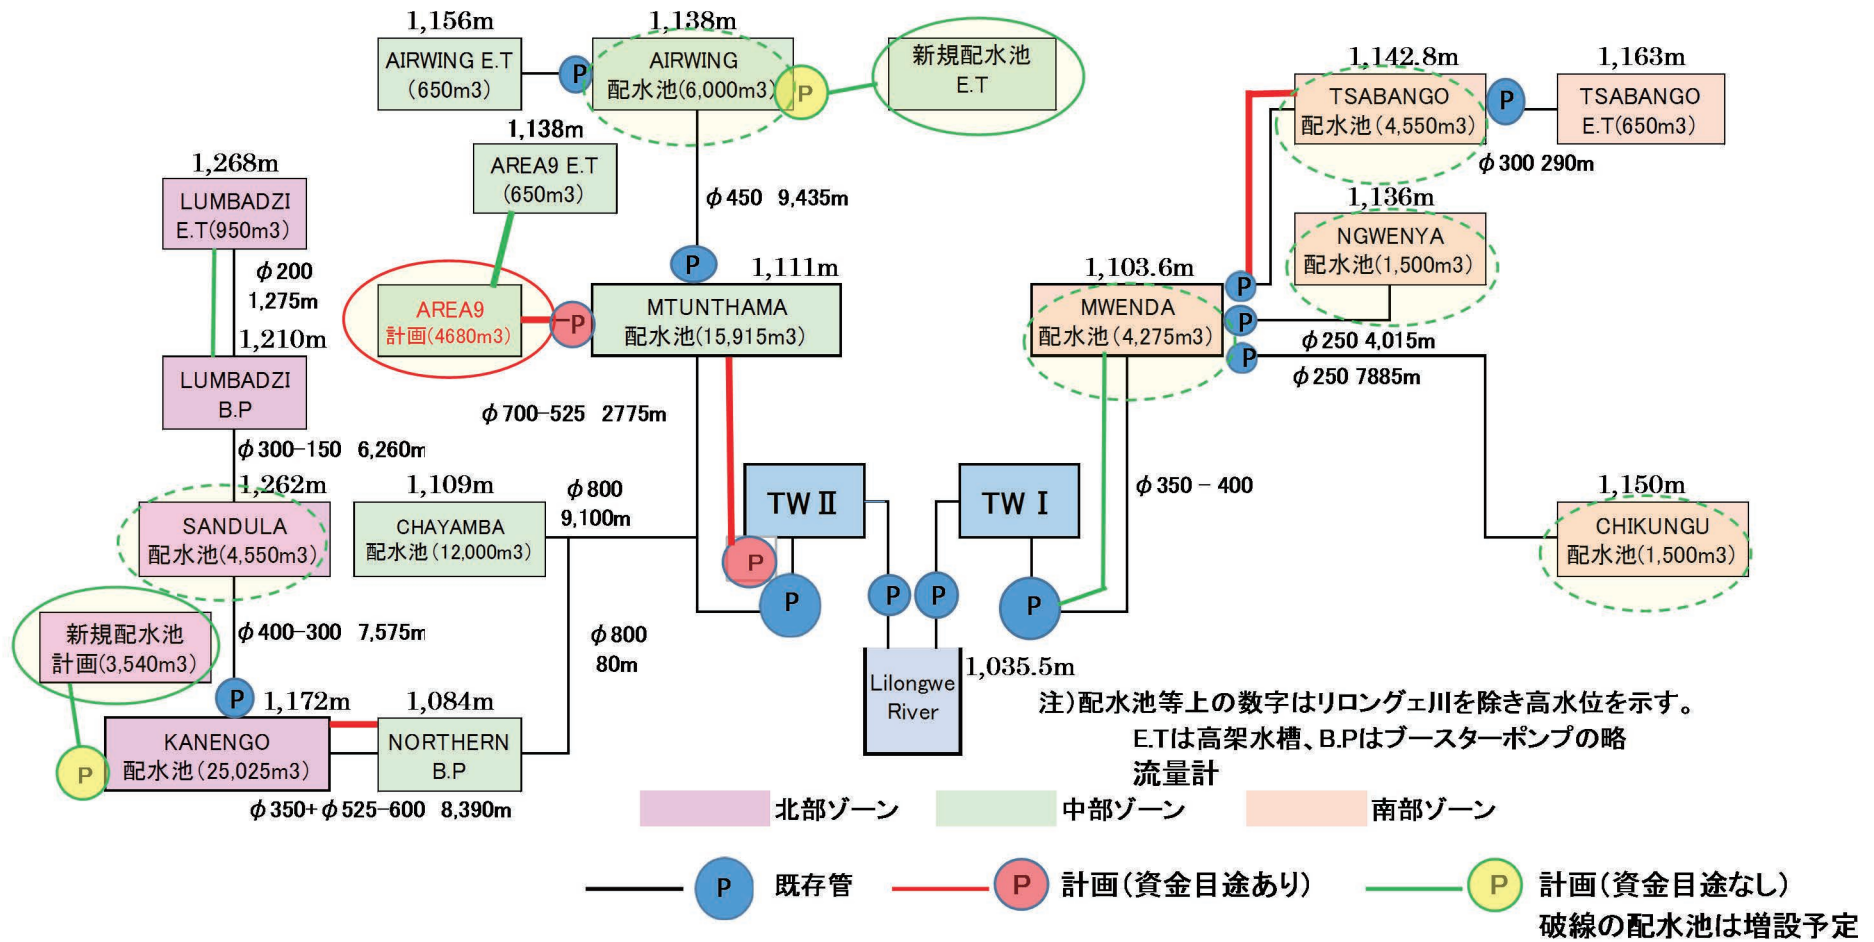 1,156m
AIRWING E.T
(650m3)
P
1,138m
AIRWING
配水池(6,000m3)
P
新規配水池
E.T
1,142.8m
TSABANGO
配水池(4,550m3)
P
1,163m
TSABANGO
E.T(650m3)
φ300 290m
1,138m
AREA9 E.T
(650m3)
φ450 9,435m
1,268m
LUMBADZI
E.T(950m3)
φ200
1,275m
1,136m
NGWENYA
配水池(1,500m3)
P
1,111m
MTUNTHAMA
配水池(15,915m3)
AREA9
計画(4680m3)
P
1,103.6m
MWENDA
配水池(4,275m3)
P
P
P
φ250 4,015m
φ250 7885m
1,210m
LUMBADZI
B.P
φ700-525 2775m
φ300-150 6,260m
1,262m
SANDULA
配水池(4,550m3)
1,109m
CHAYAMBA
配水池(12,000m3)
φ800
9,100m
TWⅡ
TWⅠ
φ350-400
1,150m
CHIKUNGU
配水池(1,500m3)
P
P
P
P
P
新規配水池
計画(3,540m3)
φ400-300 7,575m
φ800
80m
1,035.5m
Lilongwe
River
P
1,172m
KANENGO
配水池(25,025m3)
P
1,084m
NORTHERN
B.P
φ350+φ525-600 8,390m
注)配水池等上の数字はリロングェ川を除き高水位を示す。
E.Tは高架水槽、B.Pはブースターポンプの略
流量計
北部ゾーン
中部ゾーン
南部ゾーン
P
既存管
P
計画(資金目途あり)
P
計画(資金目途なし)
破線の配水池は増設予定